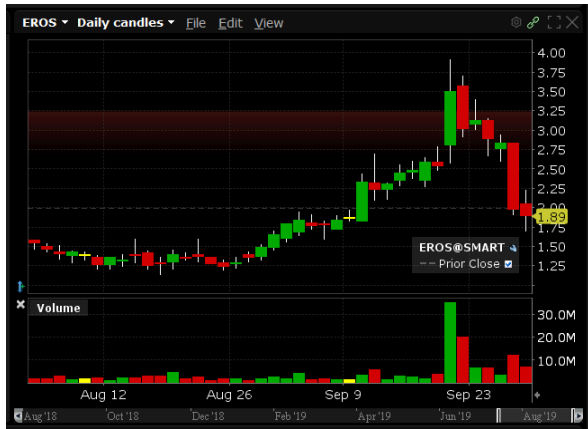 EROS Daily candles File Edit View
4.00
3.75
3.50
3.25
3.00
2.75
2.50
2.25
2.00
1.89
1.50
1.25
EROS@SMART
Prior Close
Volume
30.0M
20.0M
10.0M
Aug 12 Aug 26 Sep 9 Sep 23
Aug '18 Oct '18 Dec '18 Feb '19 Apr '19 Jun '19 Aug '19